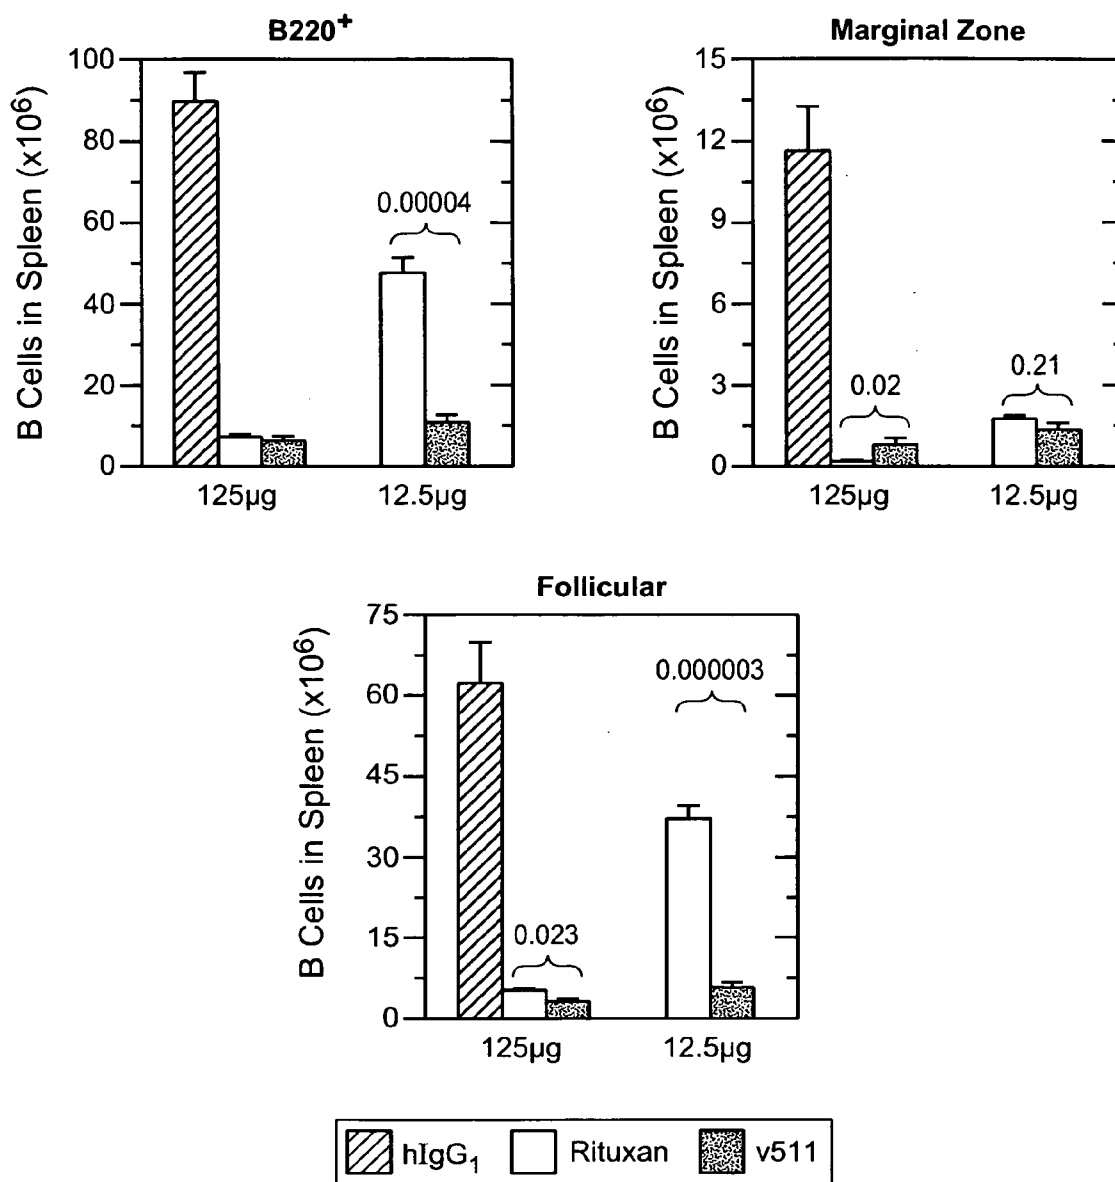 B220⁺
B Cells in Spleen (x10⁶)
100
80
60
40
20
0
0.00004
125µg
12.5µg
Marginal Zone
B Cells in Spleen (x10⁶)
15
12
9
6
3
0
0.02
0.21
125µg
12.5µg
Follicular
B Cells in Spleen (x10⁶)
75
60
45
30
15
0
0.023
0.000003
125µg
12.5µg
hIgG₁ Rituxan v511